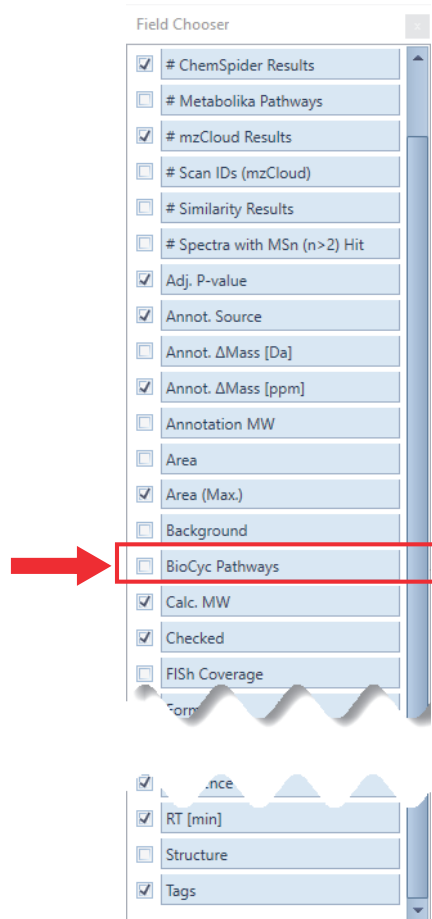 Field Chooser
x
# ChemSpider Results
# Metabolika Pathways
# mzCloud Results
# Scan IDs (mzCloud)
# Similarity Results
# Spectra with MSn (n>2) Hit
Adj. P-value
Annot. Source
Annot. ΔMass [Da]
Annot. ΔMass [ppm]
Annotation MW
Area
Area (Max.)
Background
BioCyc Pathways
Calc. MW
Checked
FISh Coverage
RT [min]
Structure
Tags